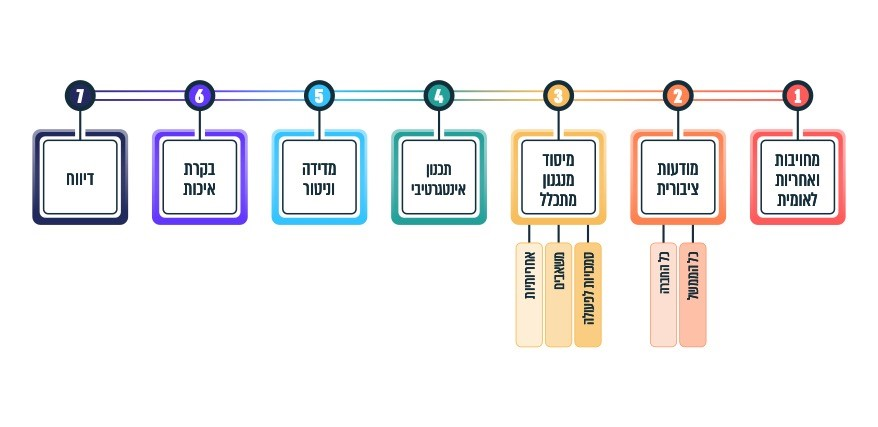 1
2
3
4
5
6
7
מחויבות
ואחריות
לאומית
מודעות
ציבורית
כל הממשל
כל החברה
מיסוד
מנגנון
מתכלל
סמכויות לפעולה
משאבים
אחריותיות
תכנון
אינטגרטיבי
מדידה
וניטור
בקרת
איכות
דיווח